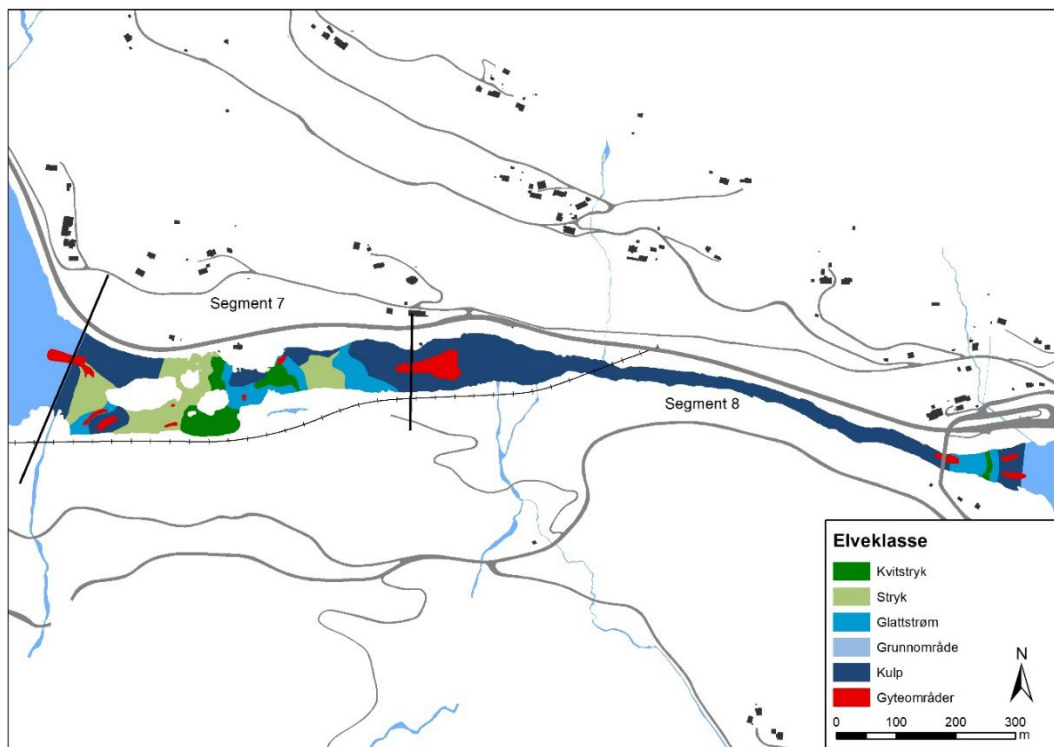 Segment 7
Segment 8
Elveklasse
Kvitstryk
Stryk
Glattstrøm
Grunnområde
Kulp
Gyteområder
N
0 100 200 300
m